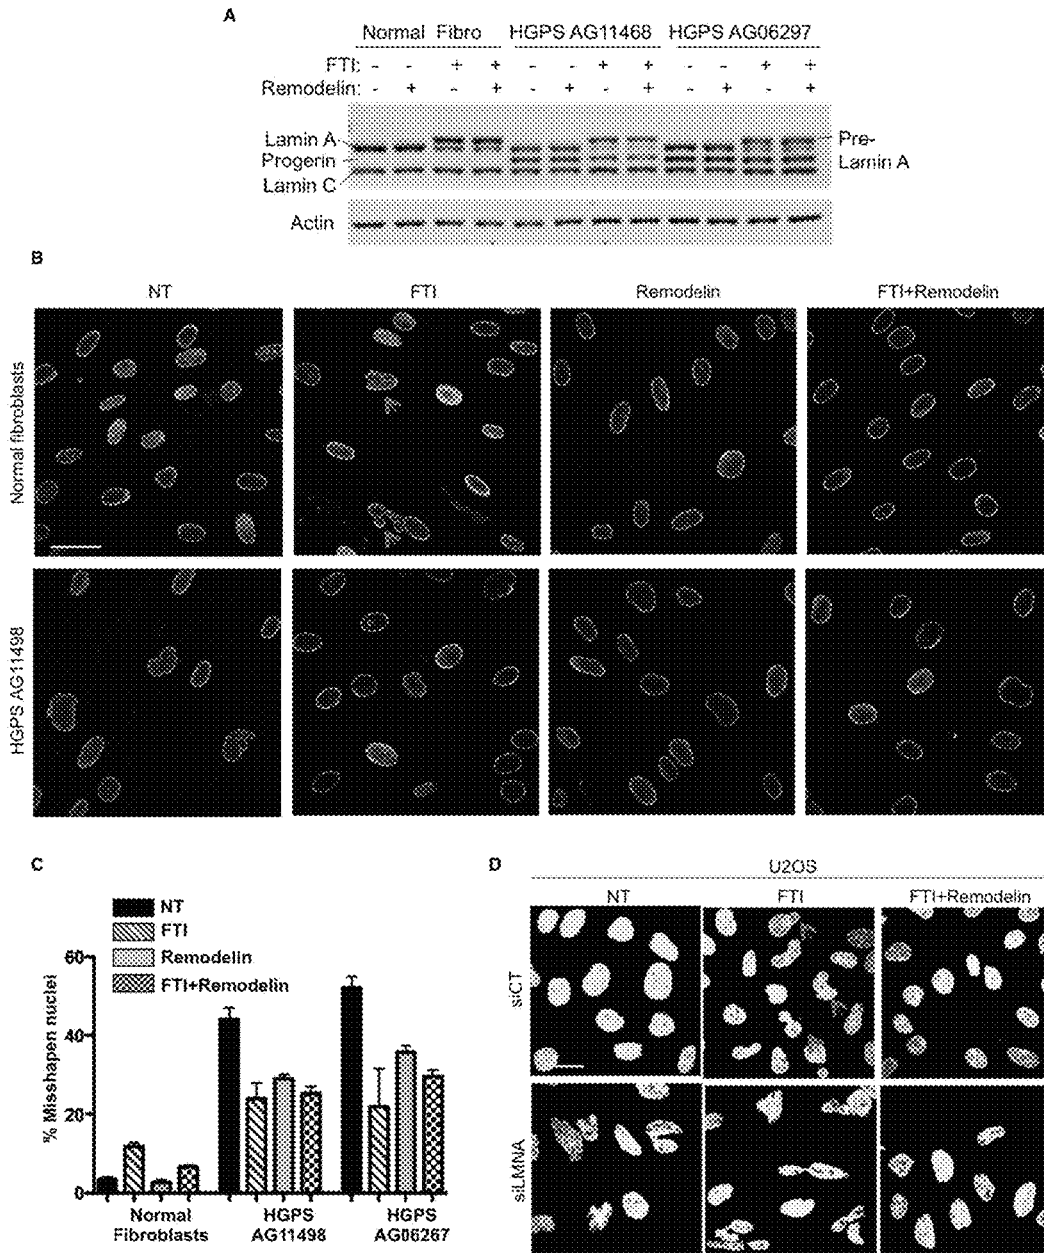 A
Normal Fibro HGPS AG11468 HGPS AG06297
FTI: - - + + - - + + - - + +
Remodelin: - + - + - + - + - + - +
Lamin A
Progerin
Lamin C
Pre-
Lamin A
Actin
B
NT FTI Remodelin FTI+Remodelin
Normal fibroblasts
HGPS AG11498
C
NT
FTI
Remodelin
FTI+Remodelin
% Misshapen nuclei
60
40
20
0
Normal
Fibroblasts
HGPS
AG11498
HGPS
AG06267
D
U2OS
NT FTI FTI+Remodelin
siCT
siLMNA